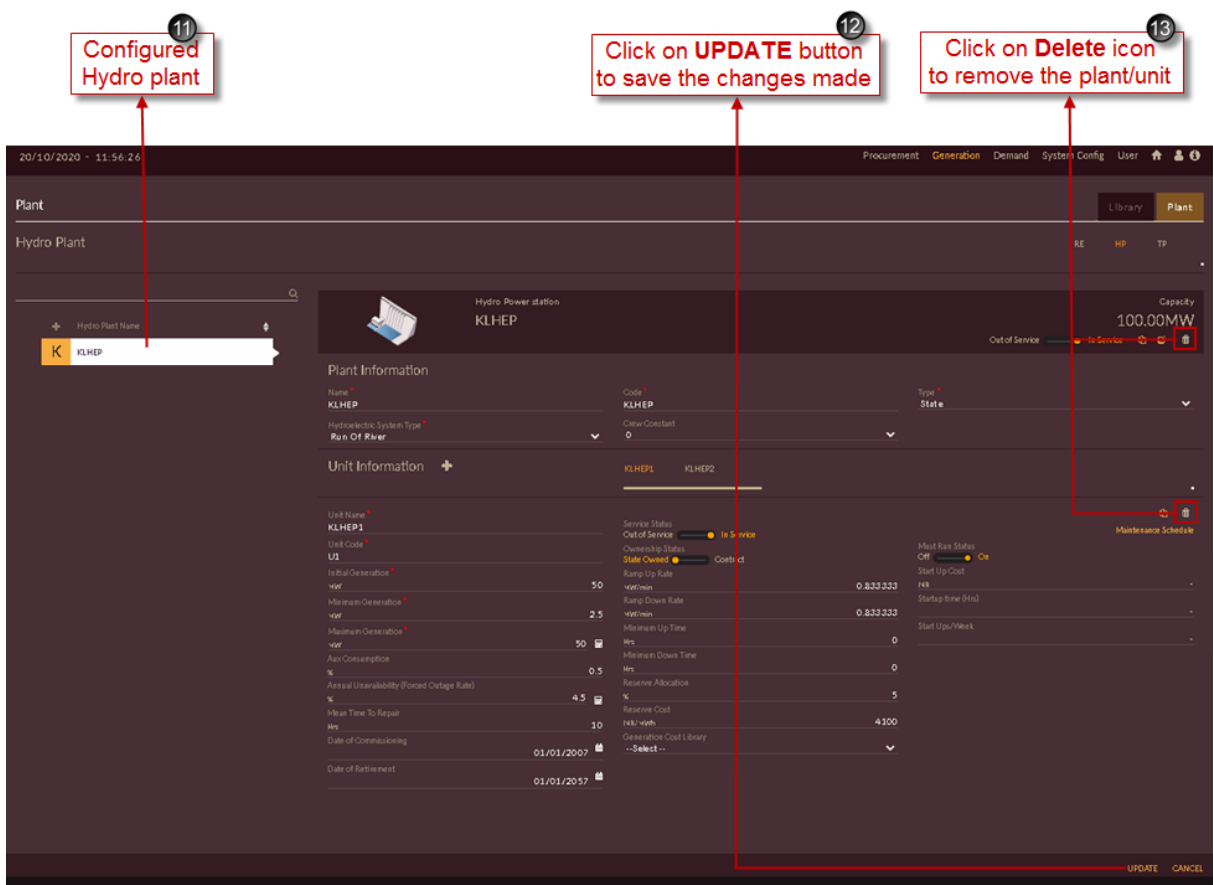 11
Configured
Hydro plant
12
Click on UPDATE button
to save the changes made
13
Click on Delete icon
to remove the plant/unit
20/10/2020 - 11:56:26
Procurement Generation Demand System Config User
Plant
Library Plant
Hydro Plant
RE HP TP
Hydro Plant Name
K KLHEP
Hydro Power station
KLHEP
Capacity
100.00MW
Out of Service In Service
Plant Information
Name *
KLHEP
Code *
KLHEP
Type *
State
Hydroelectric System Type *
Run Of River
Crew Constant
0
Unit Information
KLHEP1 KLHEP2
Maintenance Schedule
Unit Name *
KLHEP1
Unit Code *
U1
Initial Generation *
MW 50
Minimum Generation *
MW 2.5
Maximum Generation *
MW 50
Aux Consumption
% 0.5
Annual Unavailability (Forced Outage Rate)
% 4.5
Mean Time To Repair
Hrs 10
Date of Commissioning
01/01/2007
Date of Retirement
01/01/2057
Service Status
Out of Service In Service
Ownership Status
State Owned Contract
Ramp Up Rate
MW/min 0.833333
Ramp Down Rate
MW/min 0.833333
Minimum Up Time
Hrs 0
Minimum Down Time
Hrs 0
Reserve Allocation
% 5
Reserve Cost
4100
Generation Cost Library
--Select--
Must Run Status
Off On
Start Up Cost
-
Startup time (Hrs)
-
Start Ups/Week
-
UPDATE CANCEL